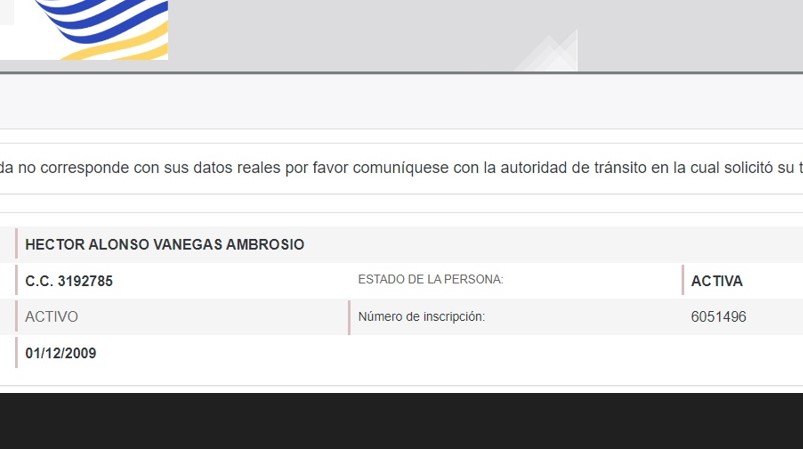 da no corresponde con sus datos reales por favor comuníquese con la autoridad de tránsito en la cual solicitó su t
HECTOR ALONSO VANEGAS AMBROSIO
C.C. 3192785 ESTADO DE LA PERSONA: ACTIVA
ACTIVO Número de inscripción: 6051496
01/12/2009